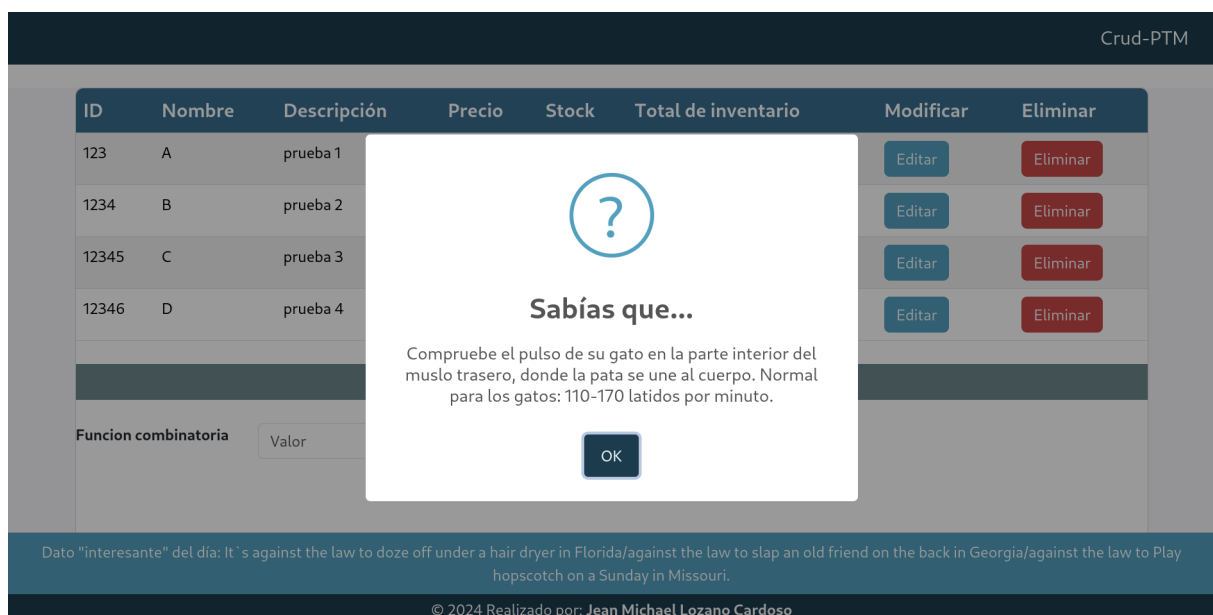 Crud-PTM
ID Nombre Descripción Precio Stock Total de inventario Modificar Eliminar
123 A prueba 1 Editar Eliminar
1234 B prueba 2 Editar Eliminar
12345 C prueba 3 Editar Eliminar
12346 D prueba 4 Editar Eliminar
?
Sabías que...
Compruebe el pulso de su gato en la parte interior del
muslo trasero, donde la pata se une al cuerpo. Normal
para los gatos: 110-170 latidos por minuto.
OK
Funcion combinatoria Valor
Dato "interesante" del día: It`s against the law to doze off under a hair dryer in Florida/against the law to slap an old friend on the back in Georgia/against the law to Play
hopscotch on a Sunday in Missouri.
© 2024 Realizado por: Jean Michael Lozano Cardoso